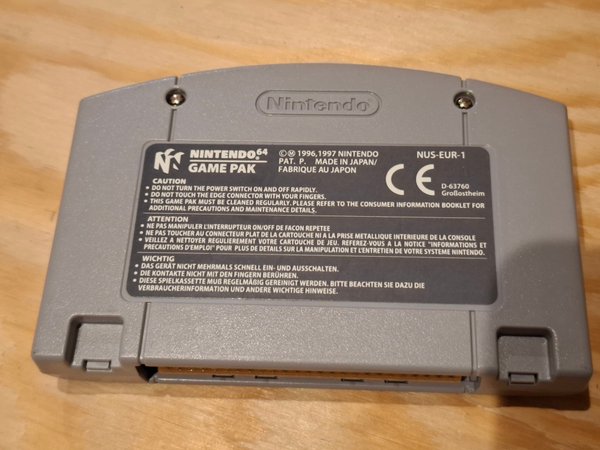 Nintendo
NINTENDO 64
GAME PAK
©Ⓜ 1996,1997 NINTENDO
PAT. P. MADE IN JAPAN/
FABRIQUE AU JAPON
NUS-EUR-1
CE
D-63760
Großostheim
CAUTION
• DO NOT TURN THE POWER SWITCH ON AND OFF RAPIDLY.
• DO NOT TOUCH THE EDGE CONNECTOR WITH YOUR FINGERS.
• THIS GAME PAK MUST BE CLEANED REGULARLY. PLEASE REFER TO THE CONSUMER INFORMATION BOOKLET FOR
ADDITIONAL PRECAUTIONS AND MAINTENANCE DETAILS.
ATTENTION
• NE PAS MANIPULER L'INTERRUPTEUR ON/OFF DE FACON REPETEE
• NE PAS TOUCHER AU CONNECTEUR PLAT DE LA CARTOUCHE NI A LA PRISE METALLIQUE INTERIEURE DE LA CONSOLE
• VEILLEZ A NETTOYER REGULIEREMENT VOTRE CARTOUCHE DE JEU. REFEREZ-VOUS A LA NOTICE "INFORMATIONS ET
PRECAUTIONS D'EMPLOI" POUR PLUS DE DETAILS SUR LA MANIPULATION ET L'ENTRETIEN DE VOTRE SYSTEME NINTENDO.
WICHTIG
• DAS GERÄT NICHT MEHRMALS SCHNELL EIN- UND AUSSCHALTEN.
• DIE KONTAKTE NICHT MIT DEN FINGERN BERÜHREN.
• DIESE SPIELKASSETTE MUß REGELMÄßIG GEREINIGT WERDEN. BITTE BEACHTEN SIE DAZU DIE
VERBRAUCHERINFORMATION UND ANDERE WICHTIGE HINWEISE.